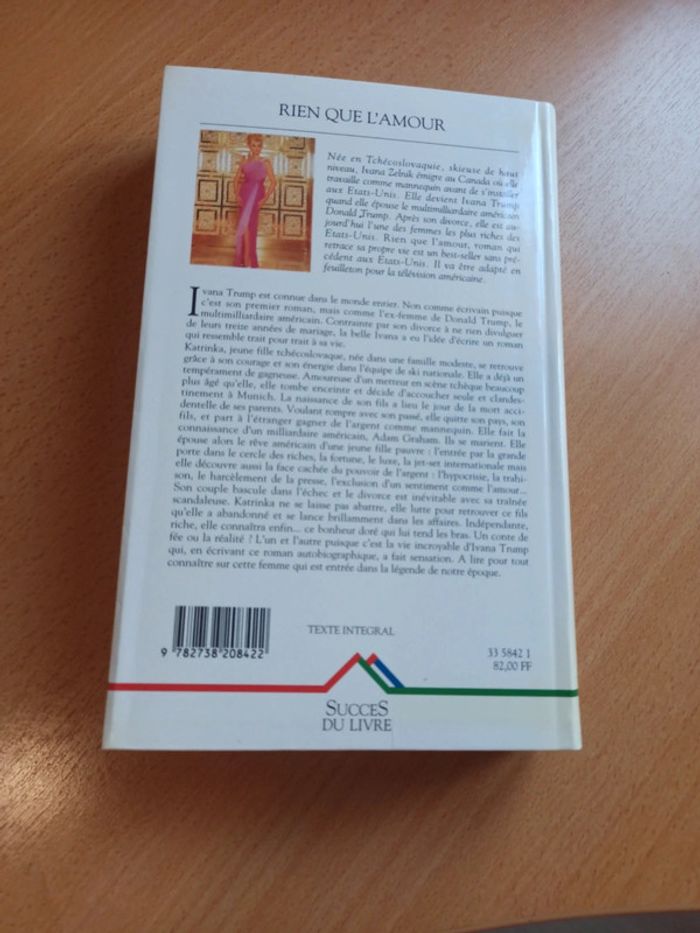 RIEN QUE L'AMOUR
Née en Tchécoslovaquie, skieuse de haut
niveau, Ivana Zelnik émigre au Canada où elle
travaille comme mannequin avant de s'installer
aux Etats-Unis. Elle devient Ivana Trump
quand elle épouse le multimilliardaire américain
Donald Trump. Après son divorce, elle est au-
jourd'hui l'une des femmes les plus riches des
Etats-Unis. Rien que l'amour, roman qui
retrace sa propre vie est un best-seller sans pré-
cédent aux Etats-Unis. Il va être adapté en
feuilleton pour la télévision américaine.
Ivana Trump est connue dans le monde entier. Non comme écrivain puisque
c'est son premier roman, mais comme l'ex-femme de Donald Trump, le
multimilliardaire américain. Contrainte par son divorce à ne rien divulguer
de leurs treize années de mariage, la belle Ivana a eu l'idée d'écrire un roman
qui ressemble trait pour trait à sa vie.
Katrinka, jeune fille tchécoslovaque, née dans une famille modeste, se retrouve
grâce à son courage et son énergie dans l'équipe de ski nationale. Elle a déjà un
tempérament de gagneuse. Amoureuse d'un metteur en scène tchèque beaucoup
plus âgé qu'elle, elle tombe enceinte et décide d'accoucher seule et clandes-
tinement à Munich. La naissance de son fils a lieu le jour de la mort acci-
dentelle de ses parents. Voulant rompre avec son passé, elle quitte son pays, son
fils, et part à l'étranger gagner de l'argent comme mannequin. Elle fait la
connaissance d'un milliardaire américain, Adam Graham. Ils se marient. Elle
épouse alors le rêve américain d'une jeune fille pauvre : l'entrée par la grande
porte dans le cercle des riches, la fortune, le luxe, la jet-set internationale mais
elle découvre aussi la face cachée du pouvoir de l'argent : l'hypocrisie, la trahi-
son, le harcèlement de la presse, l'exclusion d'un sentiment comme l'amour...
Son couple bascule dans l'échec et le divorce est inévitable avec sa traînée
scandaleuse. Katrinka ne se laisse pas abattre, elle lutte pour retrouver ce fils
qu'elle a abandonné et se lance brillamment dans les affaires. Indépendante,
riche, elle connaîtra enfin... ce bonheur doré qui lui tend les bras. Un conte de
fée ou la réalité ? L'un et l'autre puisque c'est la vie incroyable d'Ivana Trump
qui, en écrivant ce roman autobiographique, a fait sensation. A lire pour tout
connaître sur cette femme qui est entrée dans la légende de notre époque.
TEXTE INTEGRAL
9 782738 208422
33 5842 1
82,00 FF
SUCCES
DU LIVRE